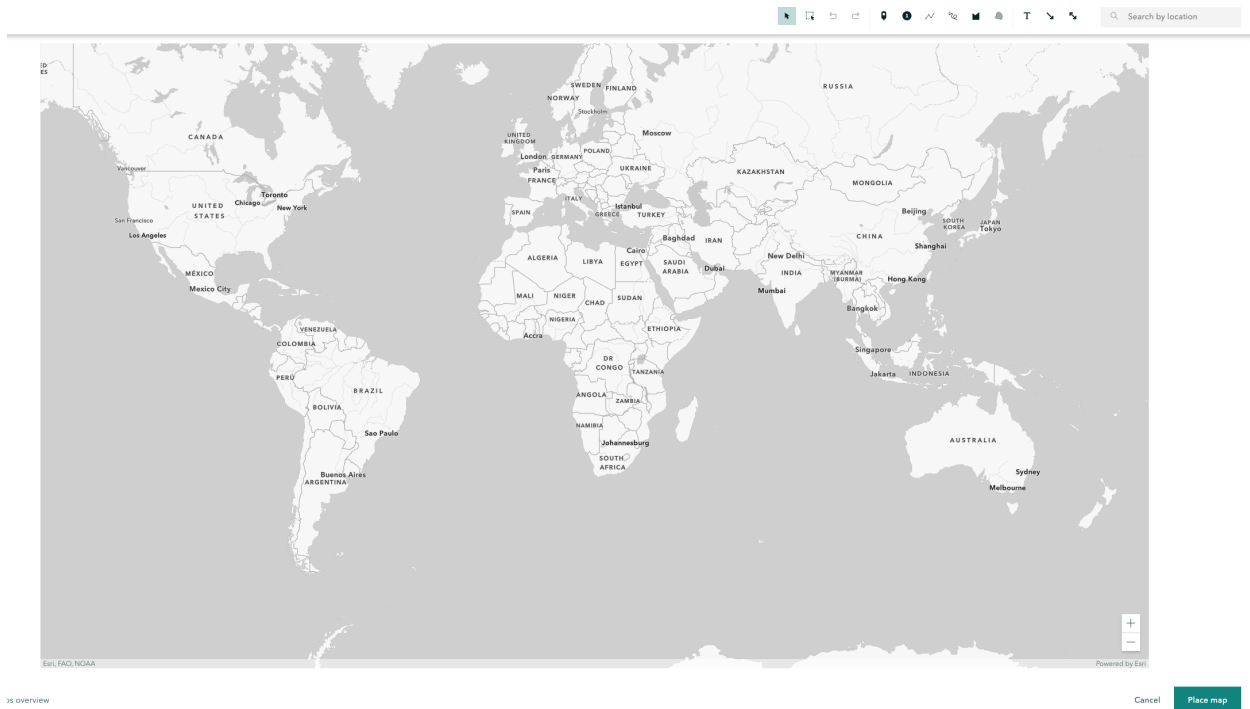 T
Search by location
ED
ES
RUSSIA
SWEDEN
FINLAND
NORWAY
Stockholm
CANADA
UNITED
KINGDOM
Moscow
POLAND
London
GERMANY
Vancouver
Paris
UKRAINE
KAZAKHSTAN
FRANCE
MONGOLIA
Toronto
ITALY
Chicago
UNITED
STATES
New York
Istanbul
SPAIN
GREECE
TURKEY
Beijing
San Francisco
SOUTH
KOREA
JAPAN
Tokyo
Los Angeles
CHINA
Baghdad
IRAN
Shanghai
Cairo
ALGERIA
LIBYA
EGYPT
SAUDI
ARABIA
New Delhi
Dubai
MÉXICO
INDIA
MYANMAR
(BURMA)
Hong Kong
Mexico City
Mumbai
MALI
NIGER
CHAD
SUDAN
Bangkok
NIGERIA
VENEZUELA
ETHIOPIA
Accra
COLOMBIA
Singapore
DR
CONGO
TANZANIA
Jakarta
INDONESIA
PERÚ
BRAZIL
ANGOLA
ZAMBIA
BOLIVIA
NAMIBIA
Sao Paulo
Johannesburg
AUSTRALIA
SOUTH
AFRICA
Buenos Aires
ARGENTINA
Sydney
Melbourne
+
−
Esri, FAO, NOAA
Powered by Esri
ps overview
Cancel
Place map